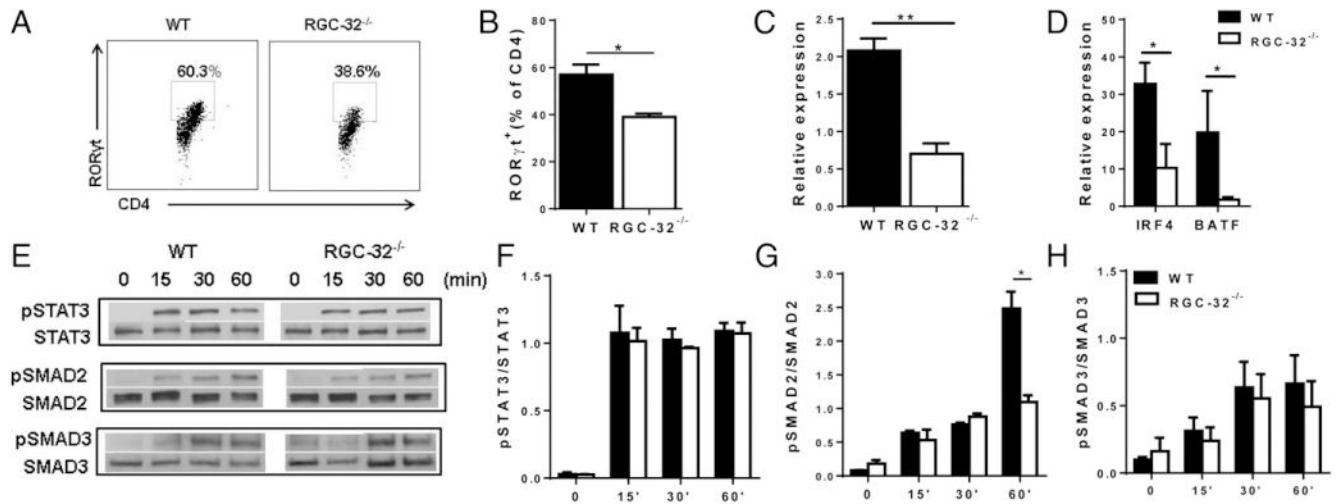 A
WT
RGC-32-/-
60.3%
38.6%
RORγt
CD4
B
RORγt+(% of CD4)
80
60
40
20
0
*
WT RGC-32-/-
C
Relative expression
2.5
2.0
1.5
1.0
0.5
0.0
**
WT RGC-32-/-
D
Relative expression
50
40
30
20
10
0
*
*
WT
RGC-32-/-
IRF4 BATF
E
WT RGC-32-/-
0 15 30 60 0 15 30 60 (min)
pSTAT3
STAT3
pSMAD2
SMAD2
pSMAD3
SMAD3
F
pSTAT3/STAT3
1.5
1.0
0.5
0.0
0 15' 30' 60'
G
pSMAD2/SMAD2
3.0
2.5
2.0
1.5
1.0
0.5
0.0
*
0 15' 30' 60'
H
pSMAD3/SMAD3
1.5
1.0
0.5
0.0
WT
RGC-32-/-
0 15' 30' 60'